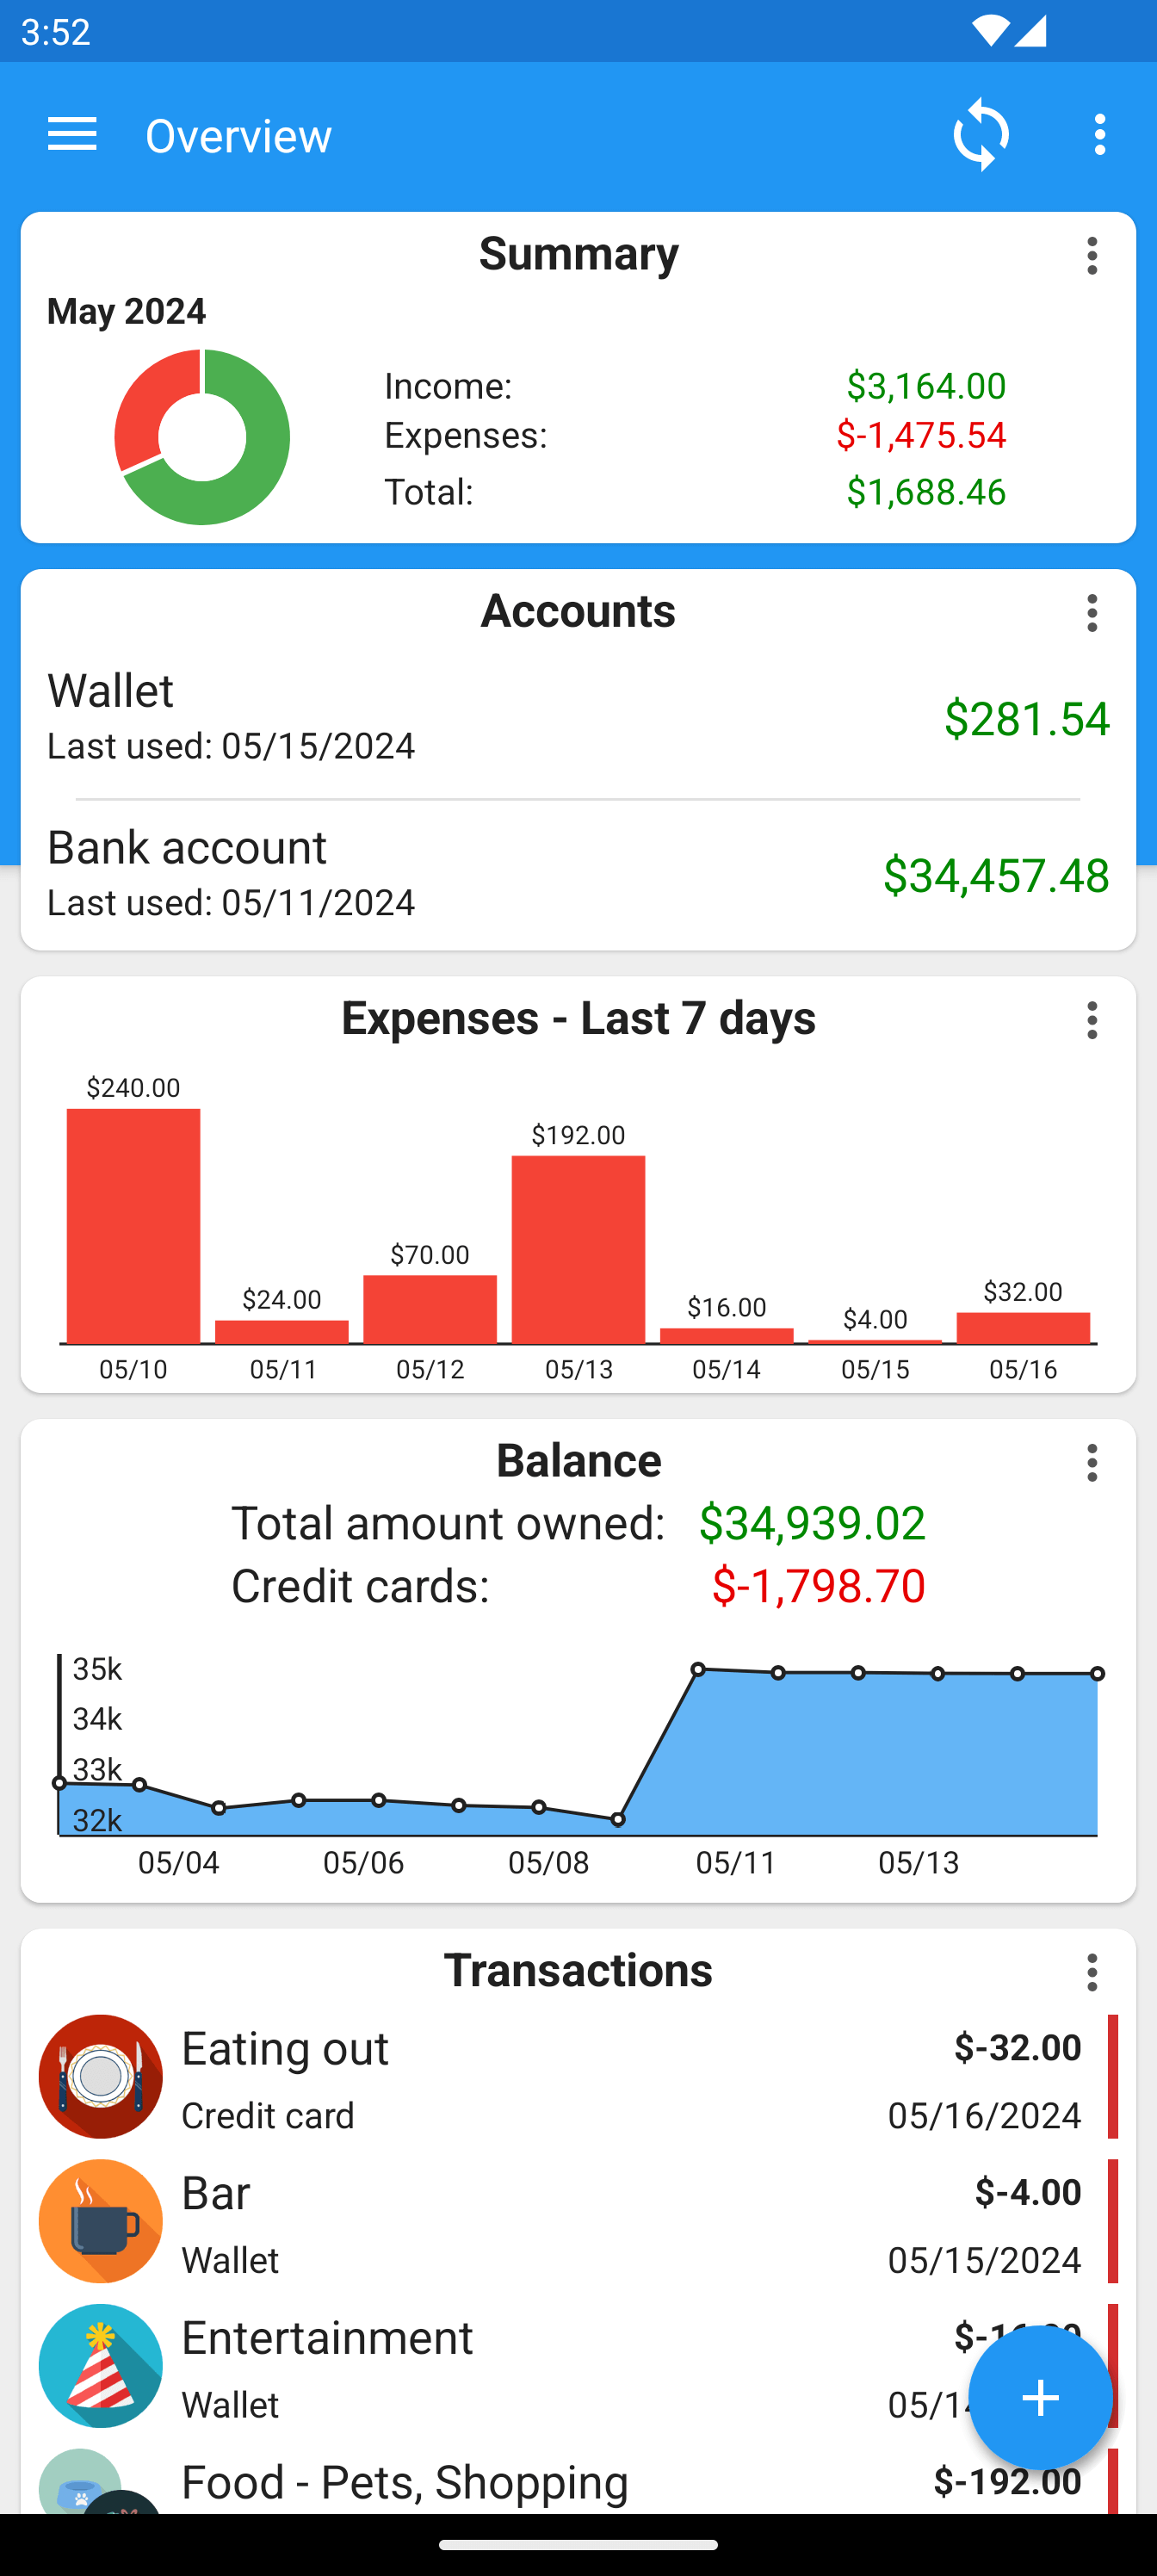 3:52
Overview
Summary
May 2024
Income: $3,164.00
Expenses: $-1,475.54
Total: $1,688.46
Accounts
Wallet
$281.54
Last used: 05/15/2024
Bank account
$34,457.48
Last used: 05/11/2024
Expenses - Last 7 days
$240.00 $24.00 $70.00 $192.00 $16.00 $4.00 $32.00
05/10 05/11 05/12 05/13 05/14 05/15 05/16
Balance
Total amount owned: $34,939.02
Credit cards: $-1,798.70
35k
34k
33k
32k
05/04 05/06 05/08 05/11 05/13
Transactions
Eating out $-32.00
Credit card 05/16/2024
Bar $-4.00
Wallet 05/15/2024
Entertainment
Wallet
Food - Pets, Shopping $-192.00